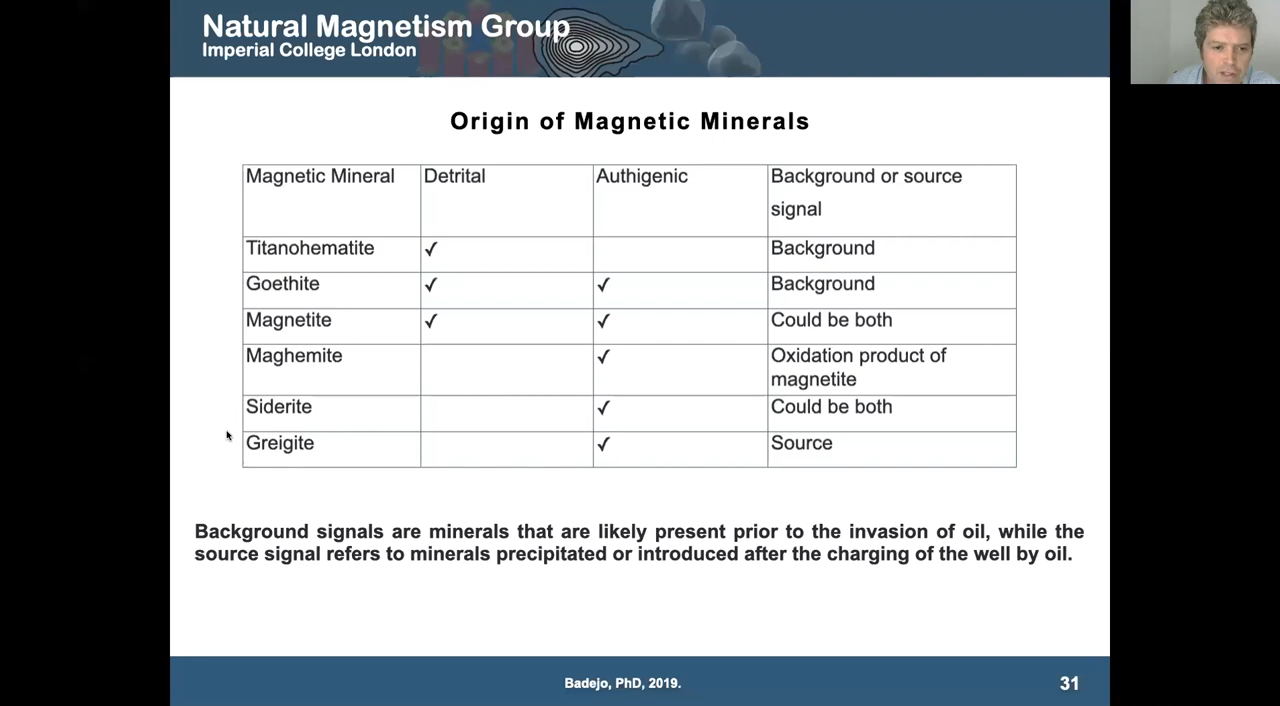 Natural Magnetism Group
Imperial College London
Origin of Magnetic Minerals
Magnetic Mineral Detrital Authigenic Background or source
signal
Titanohematite ✓ Background
Goethite ✓ ✓ Background
Magnetite ✓ ✓ Could be both
Maghemite ✓ Oxidation product of
magnetite
Siderite ✓ Could be both
Greigite ✓ Source
Background signals are minerals that are likely present prior to the invasion of oil, while the
source signal refers to minerals precipitated or introduced after the charging of the well by oil.
Badejo, PhD, 2019.
31